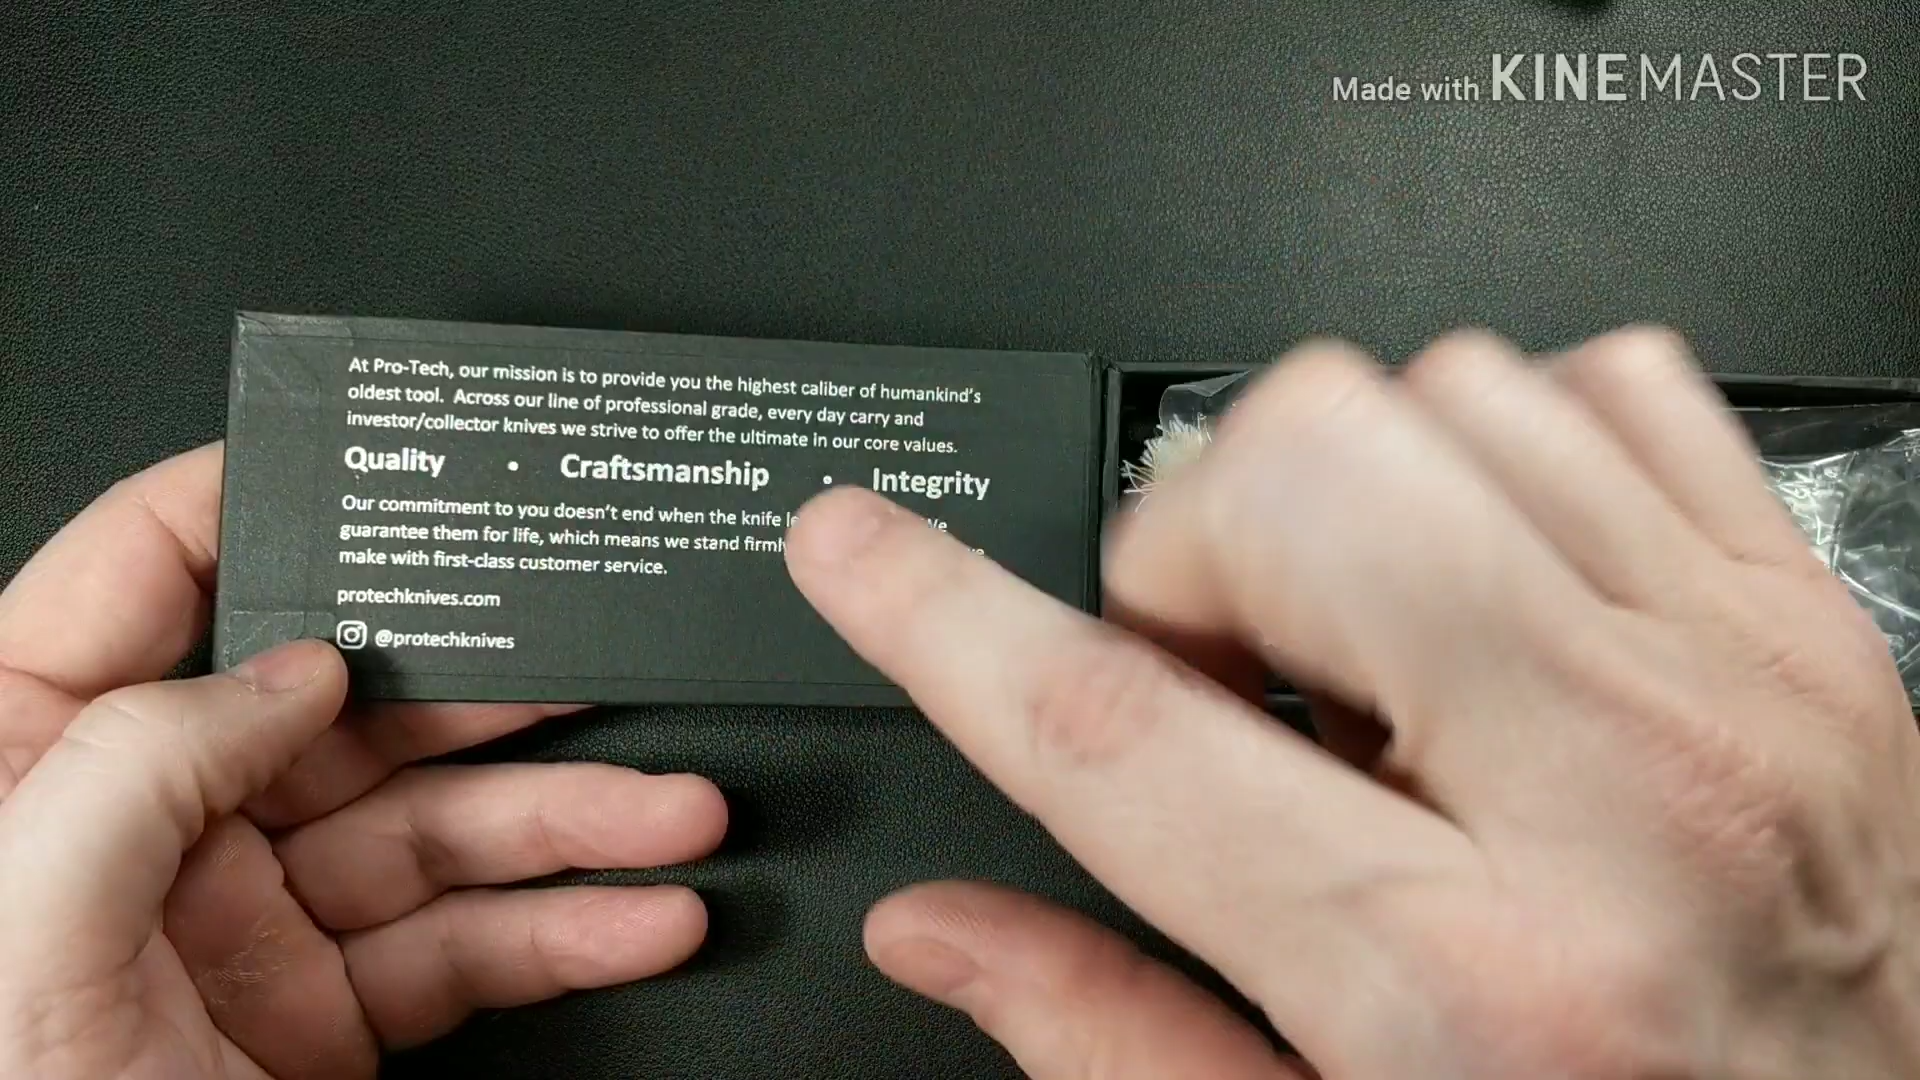 Made with KINEMASTER
At Pro-Tech, our mission is to provide you the highest caliber of humankind's
oldest tool. Across our line of professional grade, every day carry and
investor/collector knives we strive to offer the ultimate in our core values.
Quality • Craftsmanship • Integrity
Our commitment to you doesn't end when the knife We
guarantee them for life, which means we stand
make with first-class customer service.
protechknives.com
@protechknives